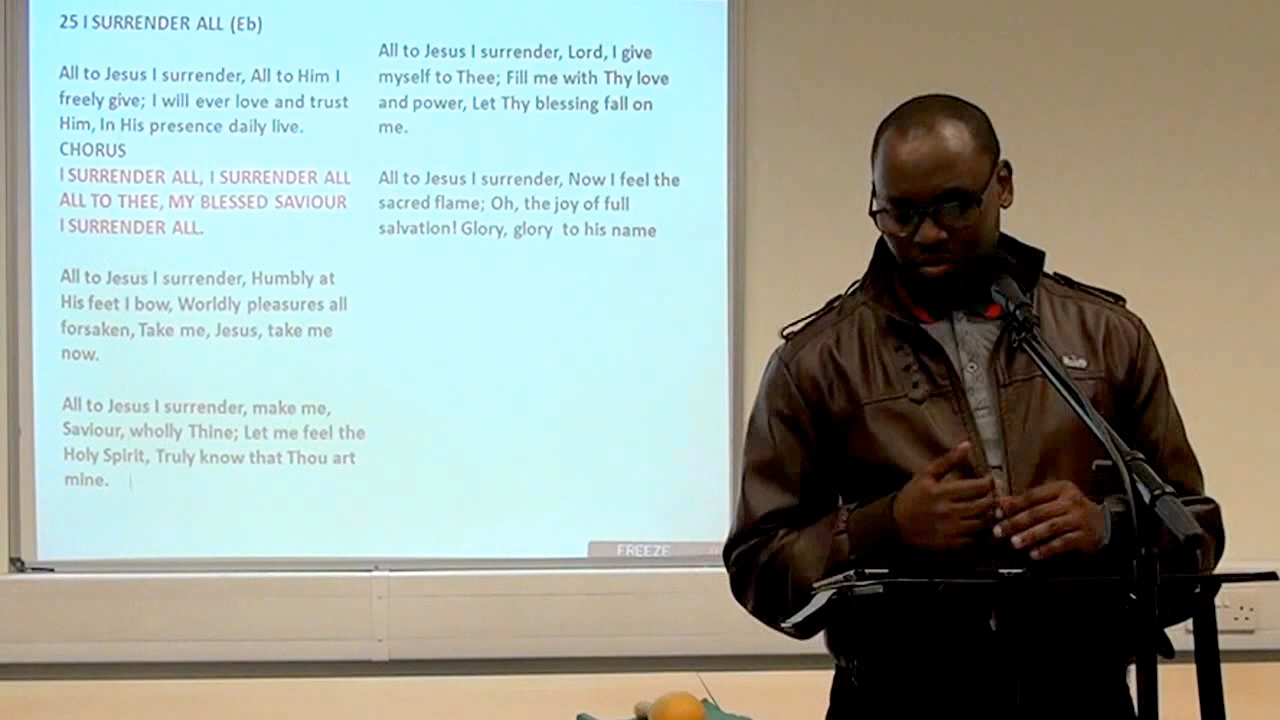 25 I SURRENDER ALL (Eb)
All to Jesus I surrender, All to Him I
freely give; I will ever love and trust
Him, In His presence daily live.
CHORUS
I SURRENDER ALL, I SURRENDER ALL
ALL TO THEE, MY BLESSED SAVIOUR
I SURRENDER ALL.
All to Jesus I surrender, Humbly at
His feet I bow, Worldly pleasures all
forsaken, Take me, Jesus, take me
now.
All to Jesus I surrender, make me,
Saviour, wholly Thine; Let me feel the
Holy Spirit, Truly know that Thou art
mine.
All to Jesus I surrender, Lord, I give
myself to Thee; Fill me with Thy love
and power, Let Thy blessing fall on
me.
All to Jesus I surrender, Now I feel the
sacred flame; Oh, the joy of full
salvation! Glory, glory to his name
FREEZE